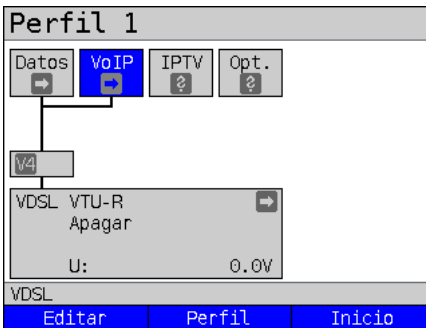 Perfil 1
Datos VoIP IPTV Opt.
V4
VDSL VTU-R
Apagar
U: 0.0V
VDSL
Editar Perfil Inicio